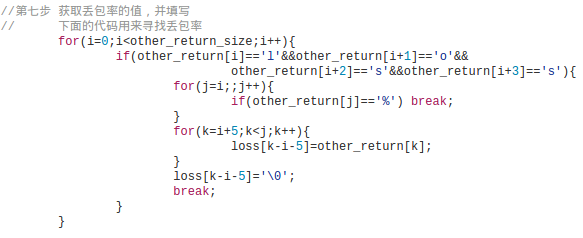 //第七步 获取丢包率的值，并填写
//      下面的代码用来寻找丢包率
        for(i=0;i<other_return_size;i++){
                if(other_return[i]=='l'&&other_return[i+1]=='o'&&
                                other_return[i+2]=='s'&&other_return[i+3]=='s'){
                        for(j=i;;j++){
                                if(other_return[j]=='%') break;
                        }
                        for(k=i+5;k<j;k++){
                                loss[k-i-5]=other_return[k];
                        }
                        loss[k-i-5]='\0';
                        break;
                }
        }